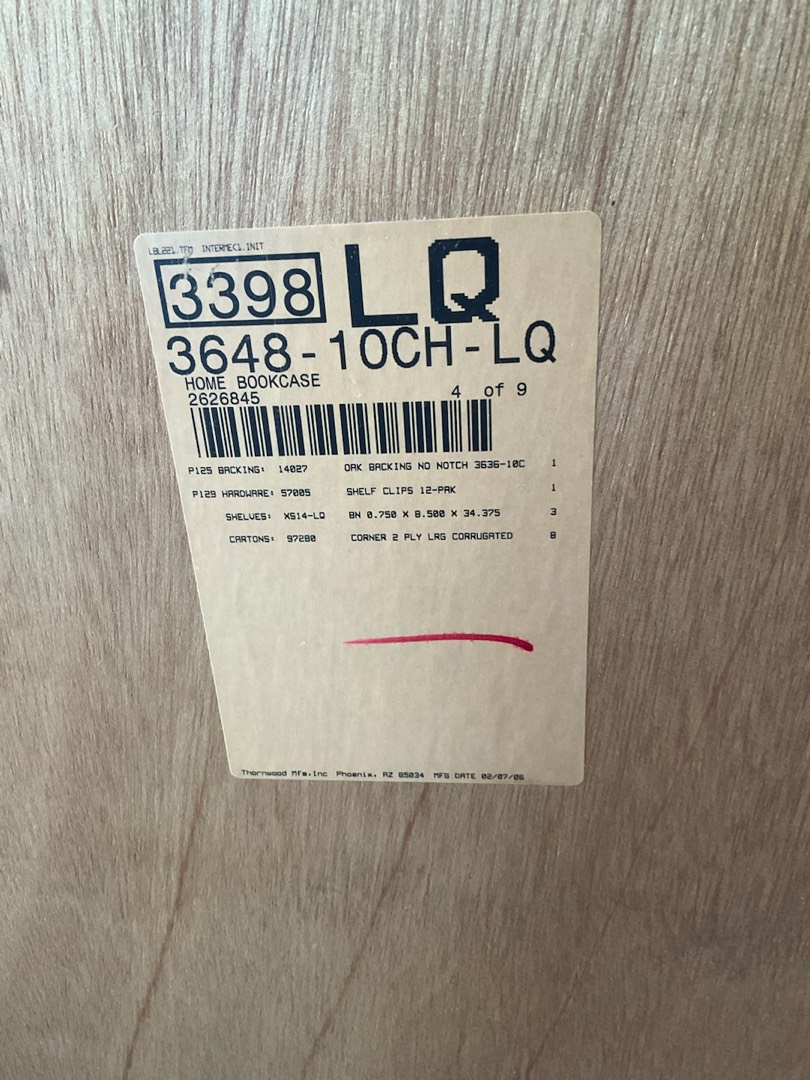 LBL221.TFM INTERMEC1.INIT
3398 LQ
3648-10CH-LQ
HOME BOOKCASE
2626845 4 of 9
P125 BACKING: 14027 OAK BACKING NO NOTCH 3636-10C 1
P129 HARDWARE: 57005 SHELF CLIPS 12-PAK 1
SHELVES: XS14-LQ BN 0.750 X 8.500 X 34.375 3
CARTONS: 97280 CORNER 2 PLY LRG CORRUGATED 8
Thornwood Mfg.Inc Phoenix, AZ 85034 MFG DATE 02/07/06